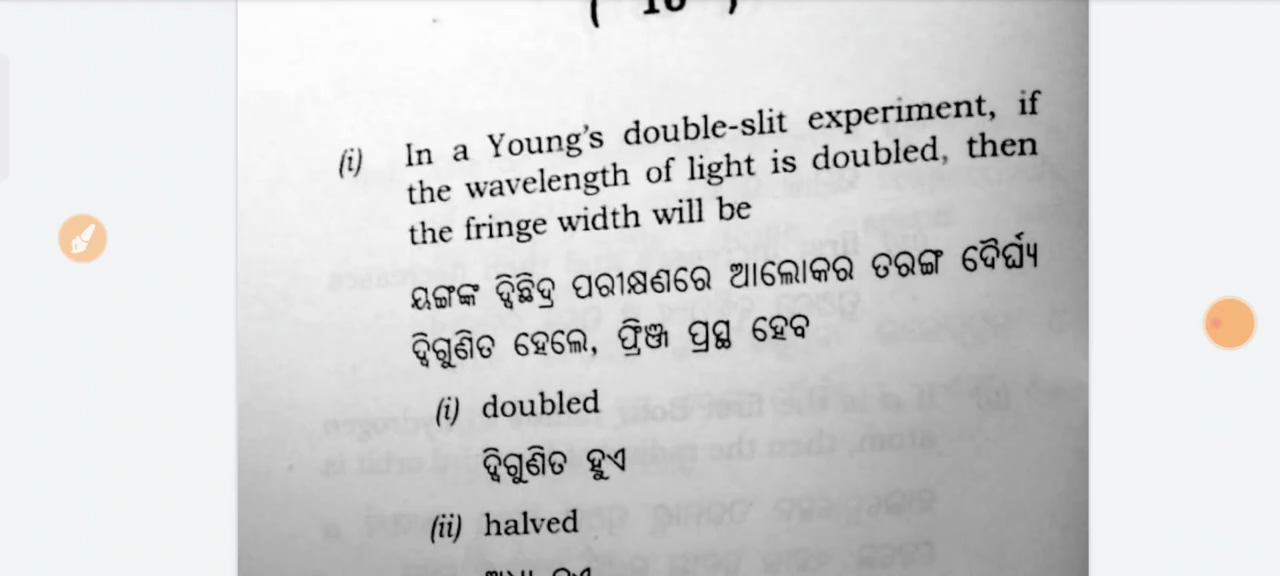 (i) In a Young's double-slit experiment, if
the wavelength of light is doubled, then
the fringe width will be
ୟଙ୍ଗଙ୍କ ଦ୍ୱିଛିଦ୍ର ପରୀକ୍ଷଣରେ ଆଲୋକର ତରଙ୍ଗ ଦୈର୍ଘ୍ୟ
ଦ୍ୱିଗୁଣିତ ହେଲେ, ଫ୍ରିଞ୍ଜ ପ୍ରସ୍ଥ ହେବ
(i) doubled
ଦ୍ୱିଗୁଣିତ ହୁଏ
(ii) halved